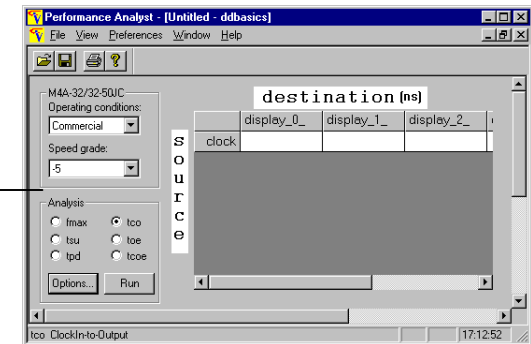 Performance Analyst - [Untitled - ddbasics]
File View Preferences Window Help
M4A-32/32-50JC
Operating conditions:
Commercial
Speed grade:
-5
Analysis
fmax tco
tsu toe
tpd tcoe
Options... Run
destination (ns)
source
display_0_ display_1_ display_2_
clock
tco ClockIn-to-Output
17:12:52